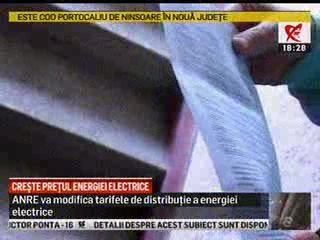 ESTE COD PORTOCALIU DE NINSOARE ÎN NOUĂ JUDEȚE
18:28
CREȘTE PREȚUL ENERGIEI ELECTRICE
ANRE va modifica tarifele de distribuție a energiei
electrice
VICTOR PONTA -16 DETALII DESPRE ACEST SUBIECT SUNT DISPON